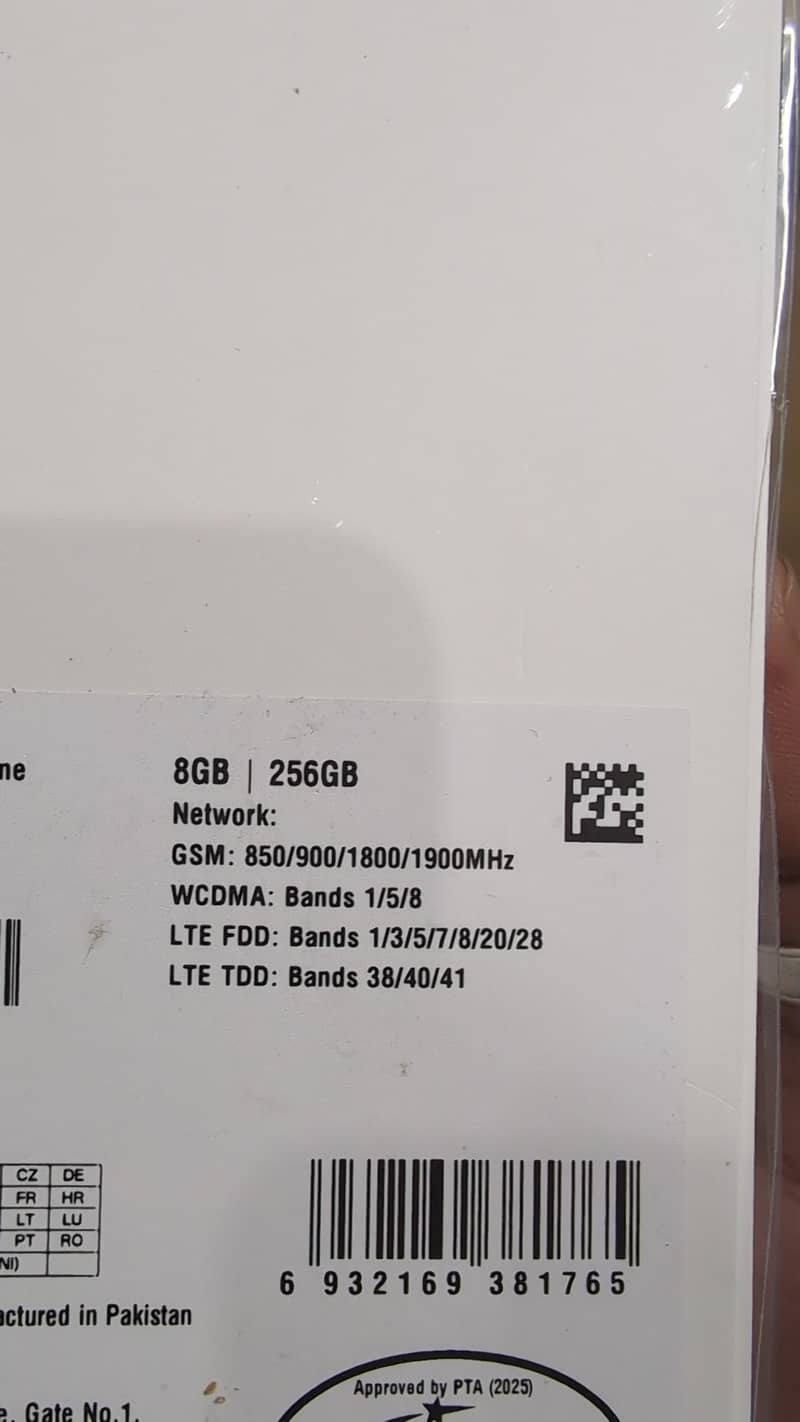 ne
8GB | 256GB
Network:
GSM: 850/900/1800/1900MHz
WCDMA: Bands 1/5/8
LTE FDD: Bands 1/3/5/7/8/20/28
LTE TDD: Bands 38/40/41
CZ DE
FR HR
LT LU
PT RO
NI)
6 932169 381765
actured in Pakistan
Approved by PTA (2025)
e, Gate No.1,